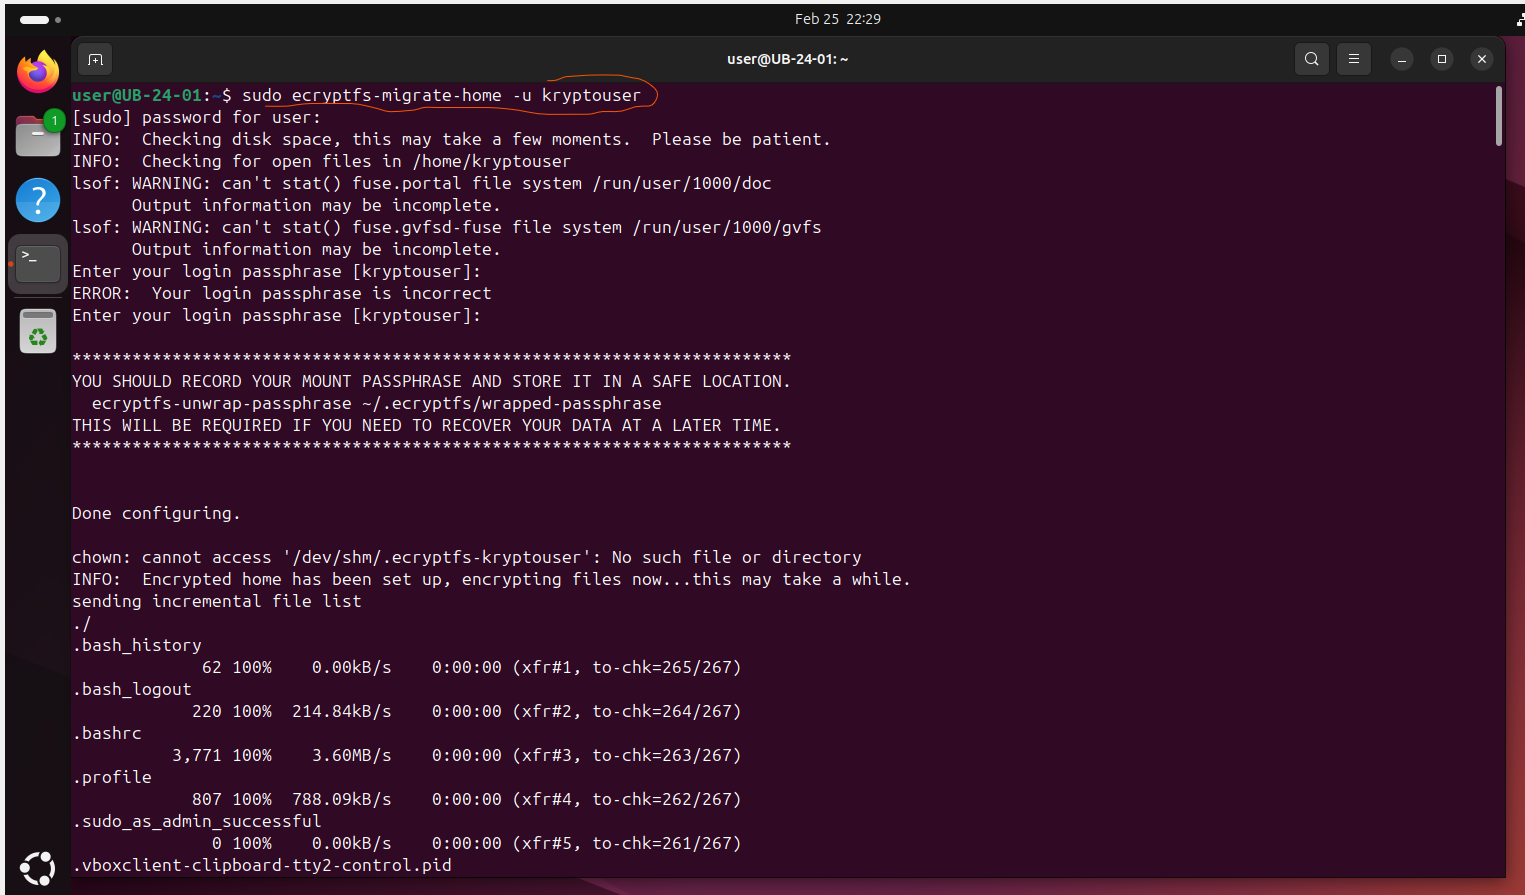 Feb 25 22:29
user@UB-24-01: ~
user@UB-24-01:~$ sudo ecryptfs-migrate-home -u kryptouser
[sudo] password for user:
INFO:  Checking disk space, this may take a few moments.  Please be patient.
INFO:  Checking for open files in /home/kryptouser
lsof: WARNING: can't stat() fuse.portal file system /run/user/1000/doc
      Output information may be incomplete.
lsof: WARNING: can't stat() fuse.gvfsd-fuse file system /run/user/1000/gvfs
      Output information may be incomplete.
Enter your login passphrase [kryptouser]:
ERROR:  Your login passphrase is incorrect
Enter your login passphrase [kryptouser]:
************************************************************************
YOU SHOULD RECORD YOUR MOUNT PASSPHRASE AND STORE IT IN A SAFE LOCATION.
  ecryptfs-unwrap-passphrase ~/.ecryptfs/wrapped-passphrase
THIS WILL BE REQUIRED IF YOU NEED TO RECOVER YOUR DATA AT A LATER TIME.
************************************************************************
Done configuring.
chown: cannot access '/dev/shm/.ecryptfs-kryptouser': No such file or directory
INFO:  Encrypted home has been set up, encrypting files now...this may take a while.
sending incremental file list
./
.bash_history
             62 100%    0.00kB/s    0:00:00 (xfr#1, to-chk=265/267)
.bash_logout
            220 100%  214.84kB/s    0:00:00 (xfr#2, to-chk=264/267)
.bashrc
          3,771 100%    3.60MB/s    0:00:00 (xfr#3, to-chk=263/267)
.profile
            807 100%  788.09kB/s    0:00:00 (xfr#4, to-chk=262/267)
.sudo_as_admin_successful
              0 100%    0.00kB/s    0:00:00 (xfr#5, to-chk=261/267)
.vboxclient-clipboard-tty2-control.pid
1
?
>_